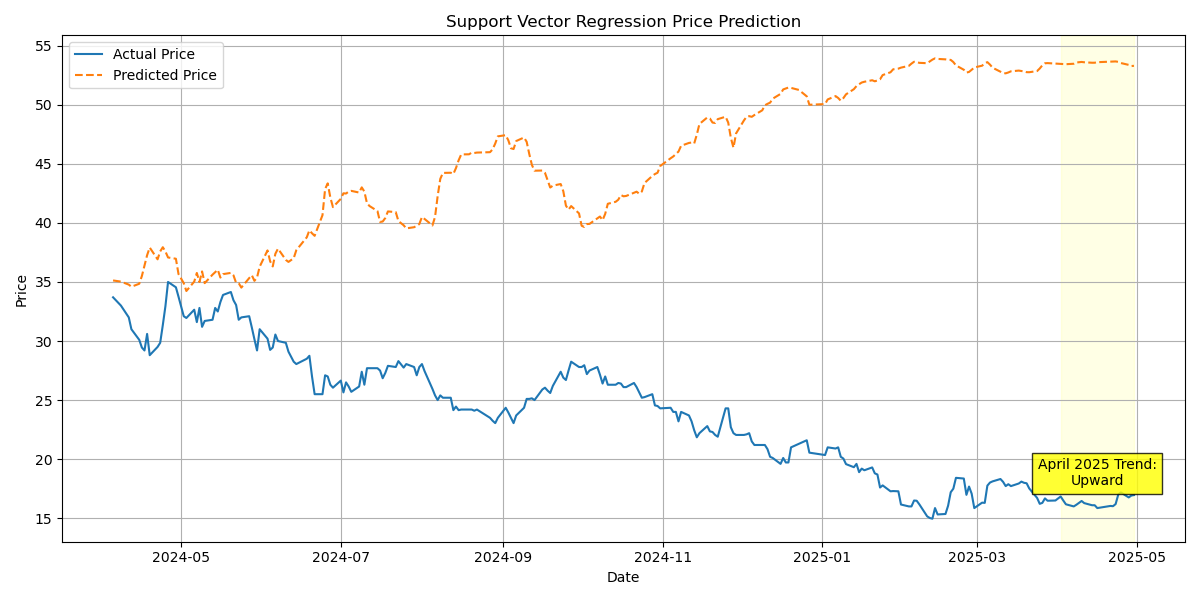 Support Vector Regression Price Prediction
Actual Price
Predicted Price
Price
55
50
45
40
35
30
25
20
15
April 2025 Trend:
Upward
2024-05
2024-07
2024-09
2024-11
2025-01
2025-03
2025-05
Date